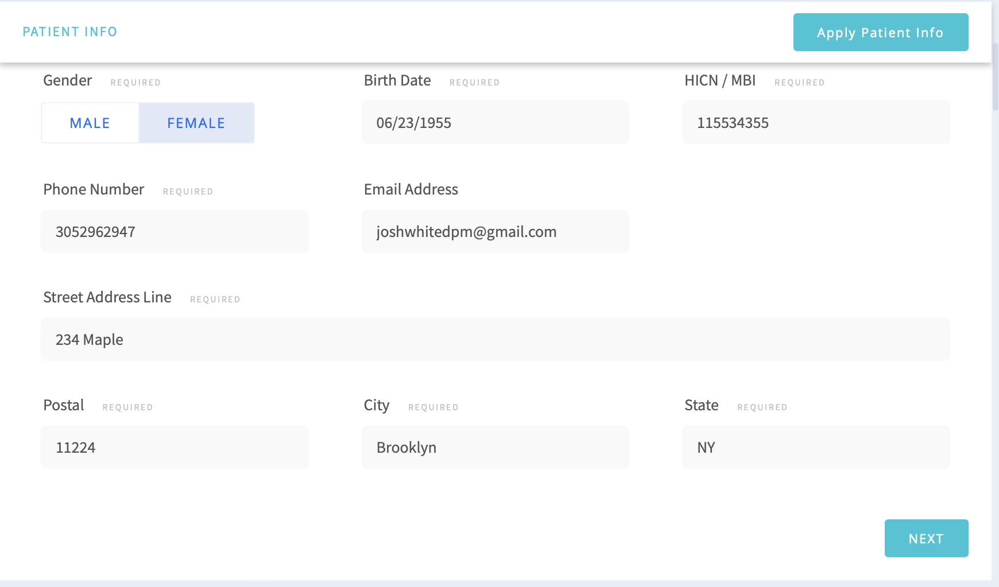 PATIENT INFO
Apply Patient Info
Gender REQUIRED
Birth Date REQUIRED
HICN / MBI REQUIRED
MALE FEMALE
06/23/1955
115534355
Phone Number REQUIRED
Email Address
3052962947
joshwhitedpm@gmail.com
Street Address Line REQUIRED
234 Maple
Postal REQUIRED
City REQUIRED
State REQUIRED
11224
Brooklyn
NY
NEXT